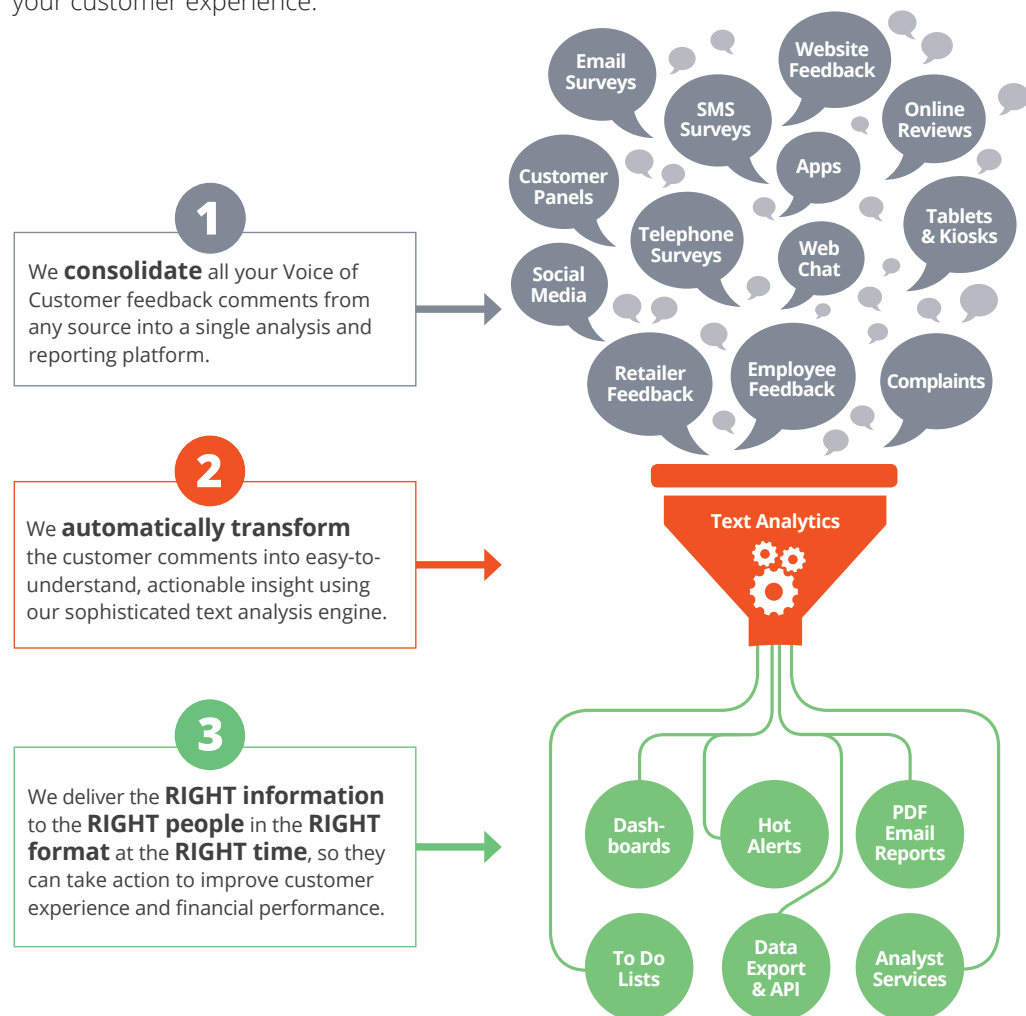 your customer experience.
1
We consolidate all your Voice of
Customer feedback comments from
any source into a single analysis and
reporting platform.
Email
Surveys
Website
Feedback
SMS
Surveys
Online
Reviews
Customer
Panels
Apps
Telephone
Surveys
Tablets
& Kiosks
Web
Chat
Social
Media
Retailer
Feedback
Employee
Feedback
Complaints
2
We automatically transform
the customer comments into easy-to-
understand, actionable insight using
our sophisticated text analysis engine.
Text Analytics
3
We deliver the RIGHT information
to the RIGHT people in the RIGHT
format at the RIGHT time, so they
can take action to improve customer
experience and financial performance.
Dash-
boards
Hot
Alerts
PDF
Email
Reports
To Do
Lists
Data
Export
& API
Analyst
Services